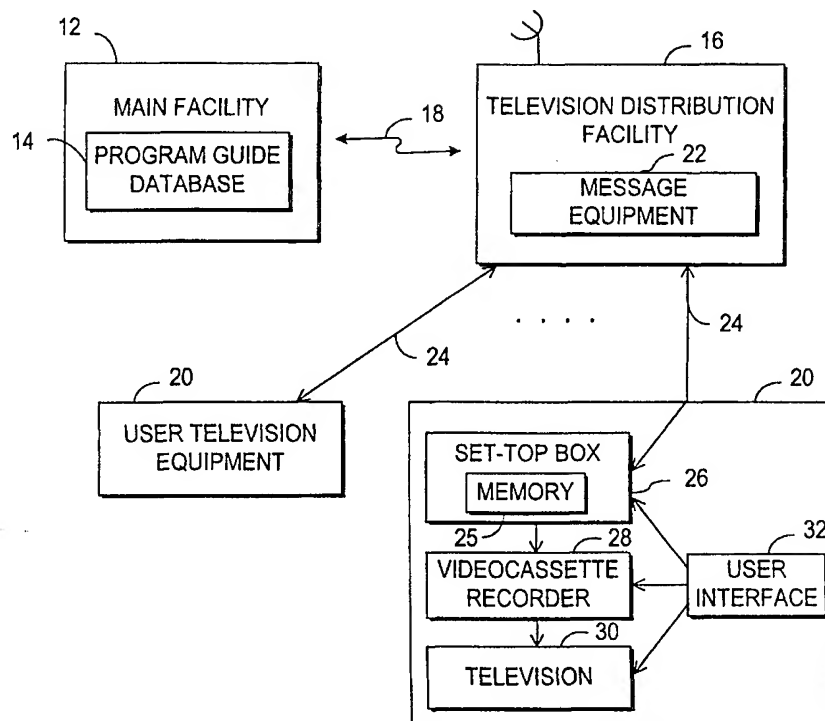 12
MAIN FACILITY
14
PROGRAM GUIDE
DATABASE
18
16
TELEVISION DISTRIBUTION
FACILITY
22
MESSAGE
EQUIPMENT
24
24
20
USER TELEVISION
EQUIPMENT
20
SET-TOP BOX
MEMORY
26
25
28
VIDEOCASSETTE
RECORDER
32
USER
INTERFACE
30
TELEVISION